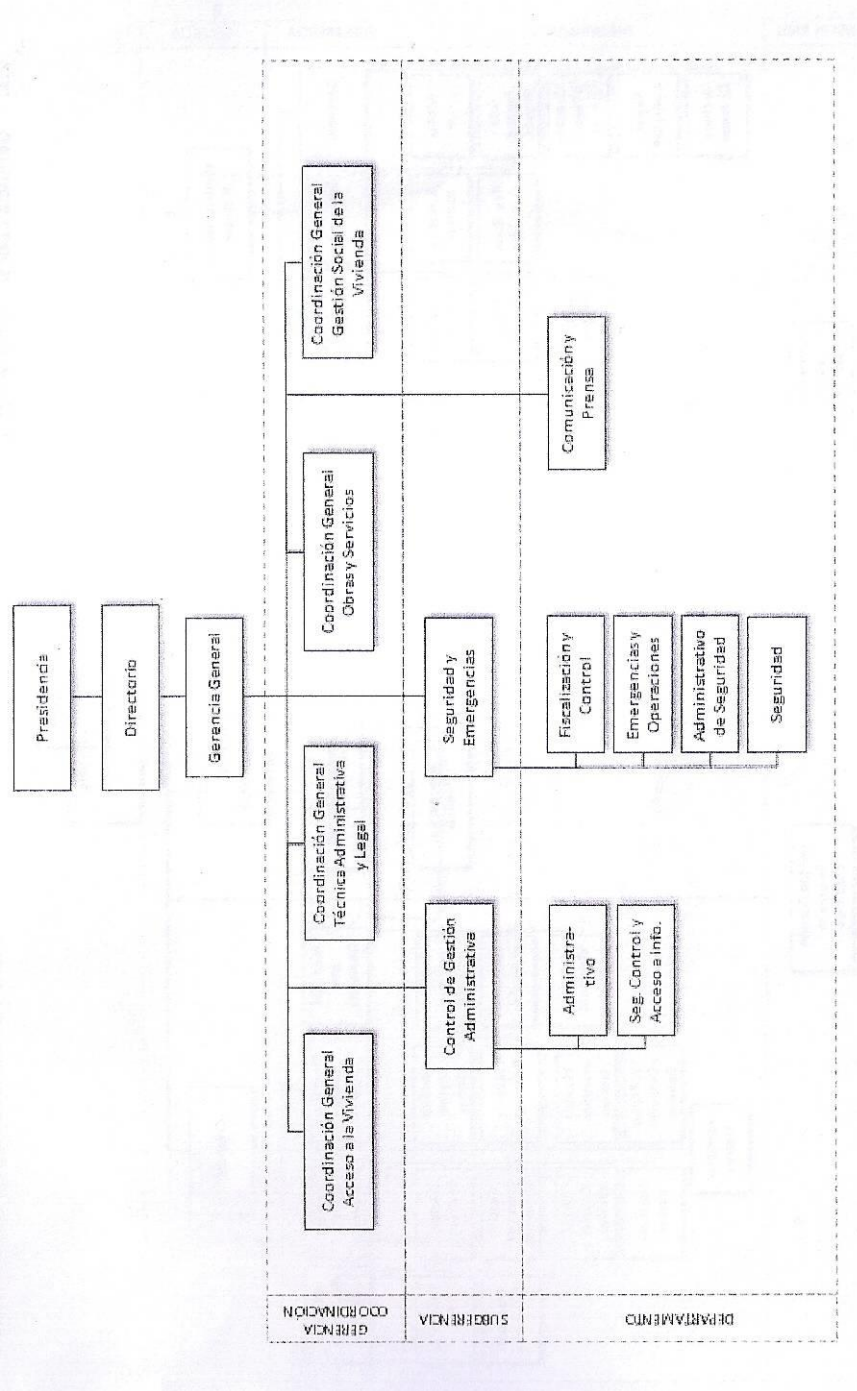 Presidencia
Directorio
Gerencia General
GERENCIA
COORDINACIÓN
Coordinación General
Acceso a la Vivienda
Coordinación General
Técnica Administrativa
y Legal
Coordinación General
Obras y Servicios
Coordinación General
Gestión Social de la
Vivienda
SUBGERENCIA
Control de Gestión
Administrativa
Seguridad y
Emergencias
DEPARTAMENTO
Administra-
tivo
Seg. Control y
Acceso a info.
Fiscalización y
Control
Emergencias y
Operaciones
Administrativo
de Seguridad
Seguridad
Comunicación y
Prensa